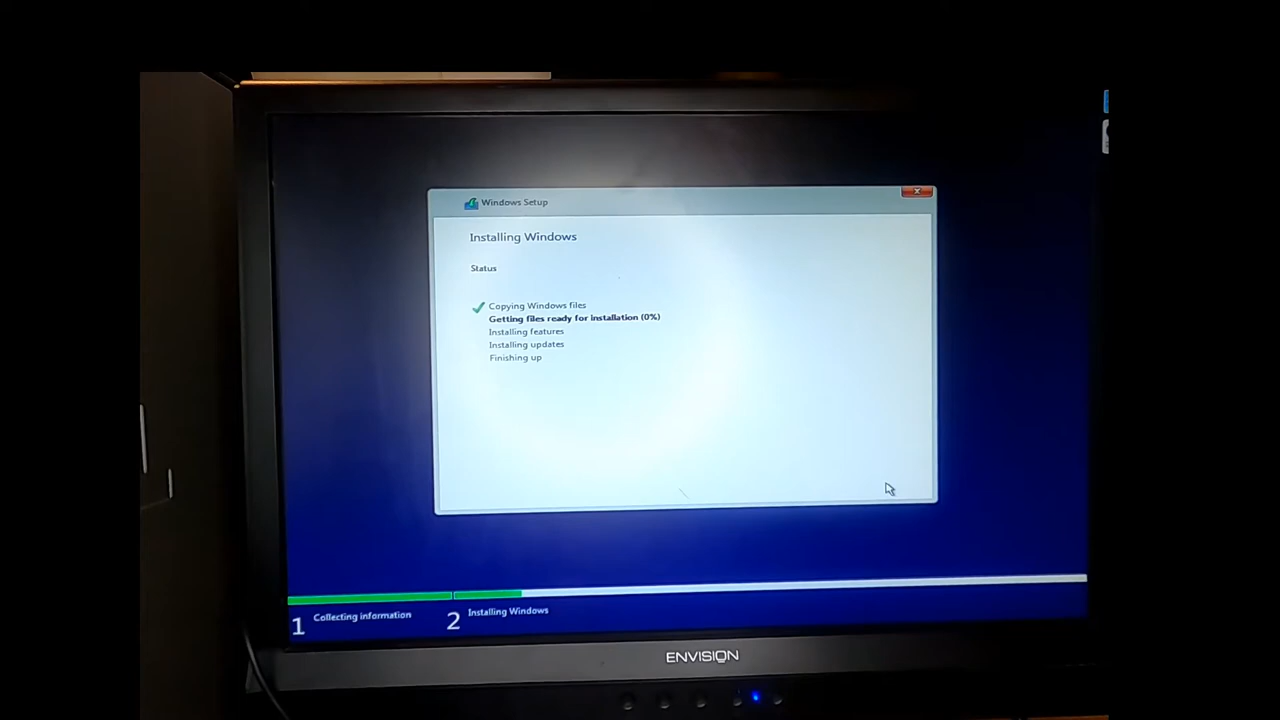 Windows Setup
Installing Windows
Status
Copying Windows files
Getting files ready for installation (0%)
Installing features
Installing updates
Finishing up
1 Collecting information
2 Installing Windows
ENVISION